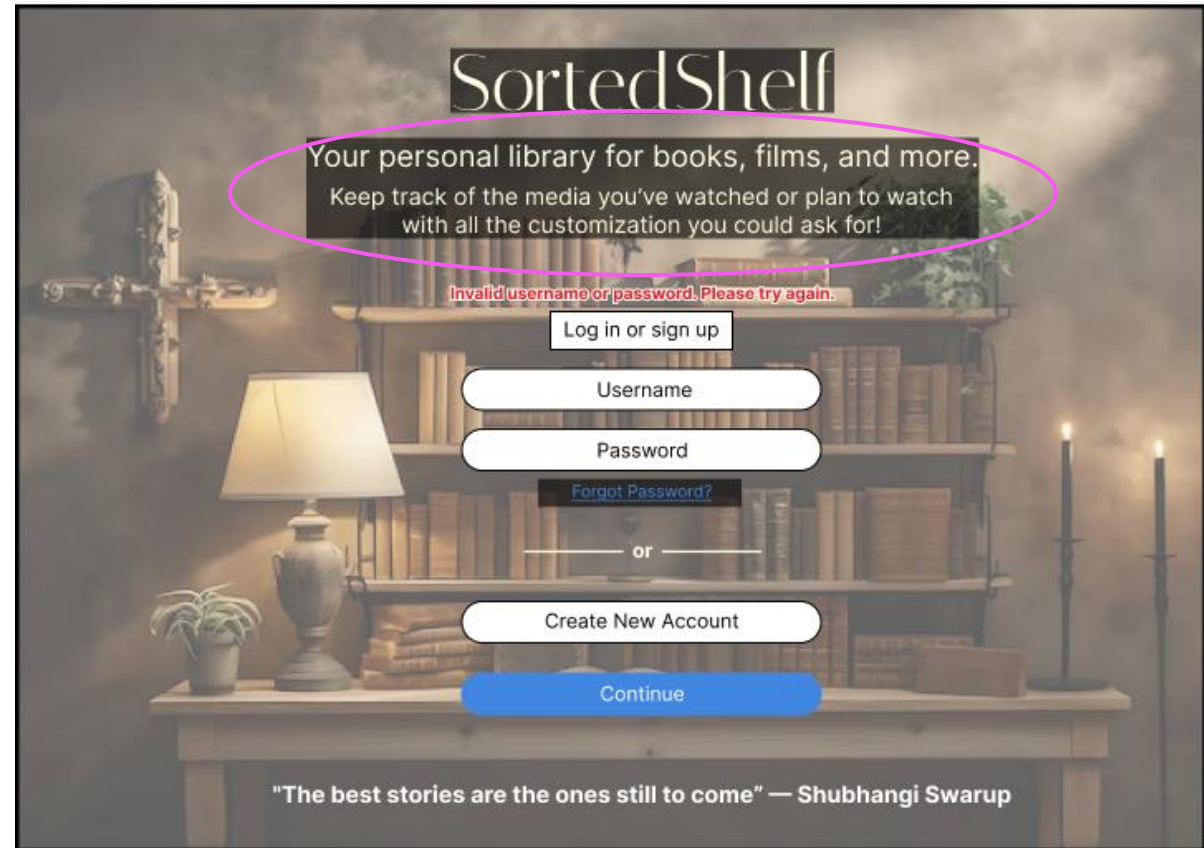 SortedShelf
Your personal library for books, films, and more.
Keep track of the media you’ve watched or plan to watch
with all the customization you could ask for!
Invalid username or password. Please try again.
Log in or sign up
Username
Password
Forgot Password?
or
Create New Account
Continue
"The best stories are the ones still to come” — Shubhangi Swarup